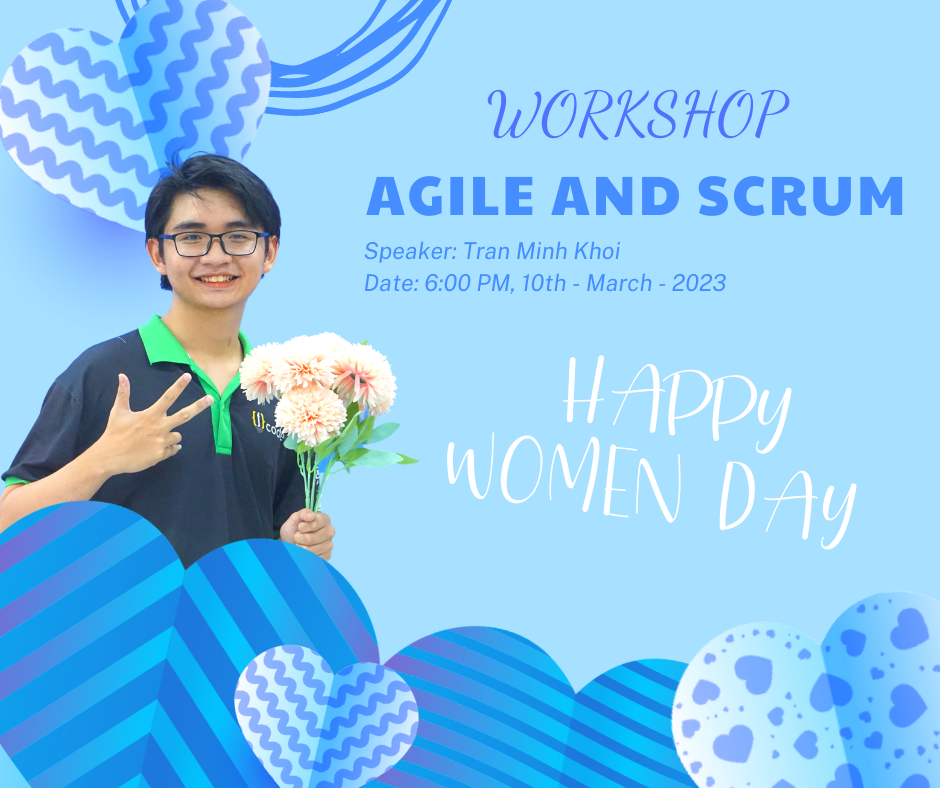 WORKSHOP
AGILE AND SCRUM
Speaker: Tran Minh Khoi
Date: 6:00 PM, 10th - March - 2023
HAPPY
WOMEN DAY